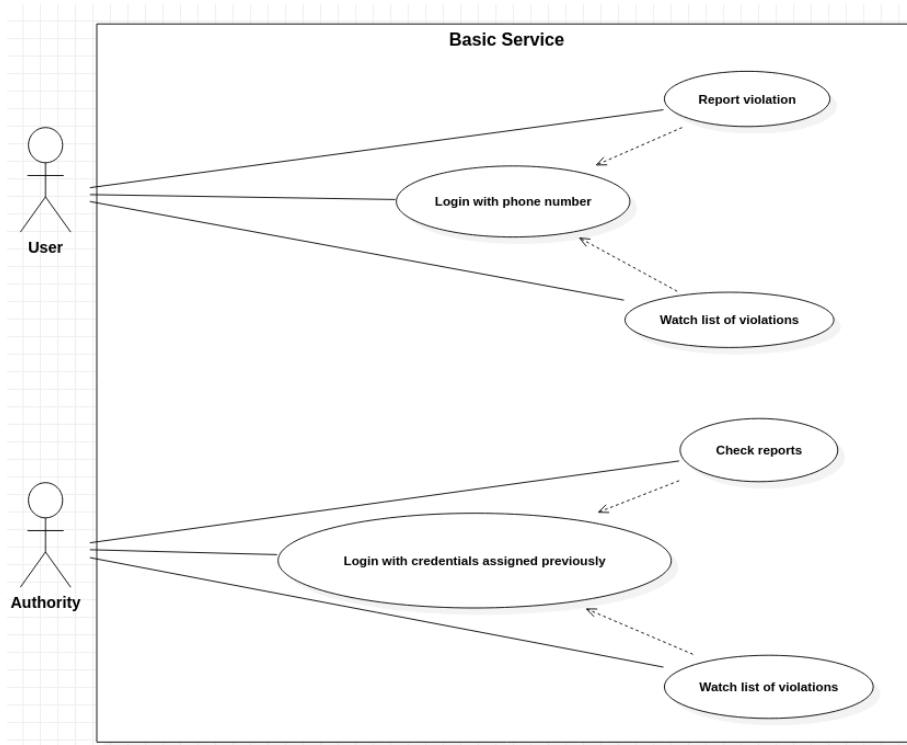 Basic Service
Report violation
Login with phone number
User
Watch list of violations
Check reports
Login with credentials assigned previously
Authority
Watch list of violations